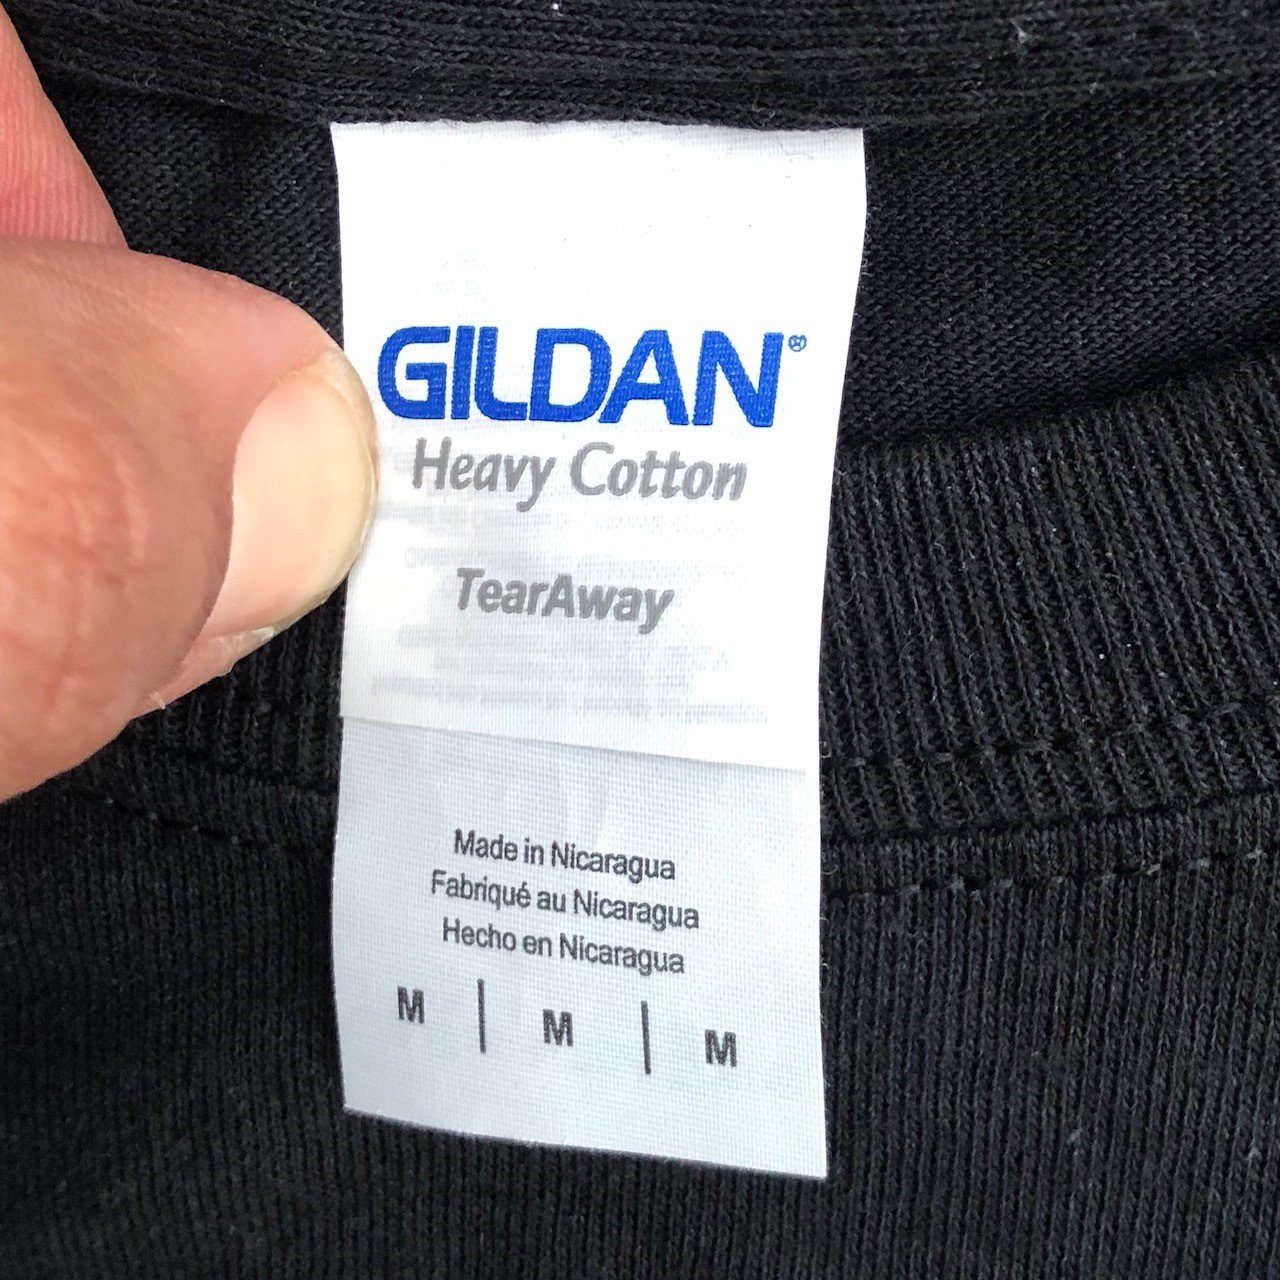 GILDAN®
Heavy Cotton
TearAway
Made in Nicaragua
Fabriqué au Nicaragua
Hecho en Nicaragua
M | M | M